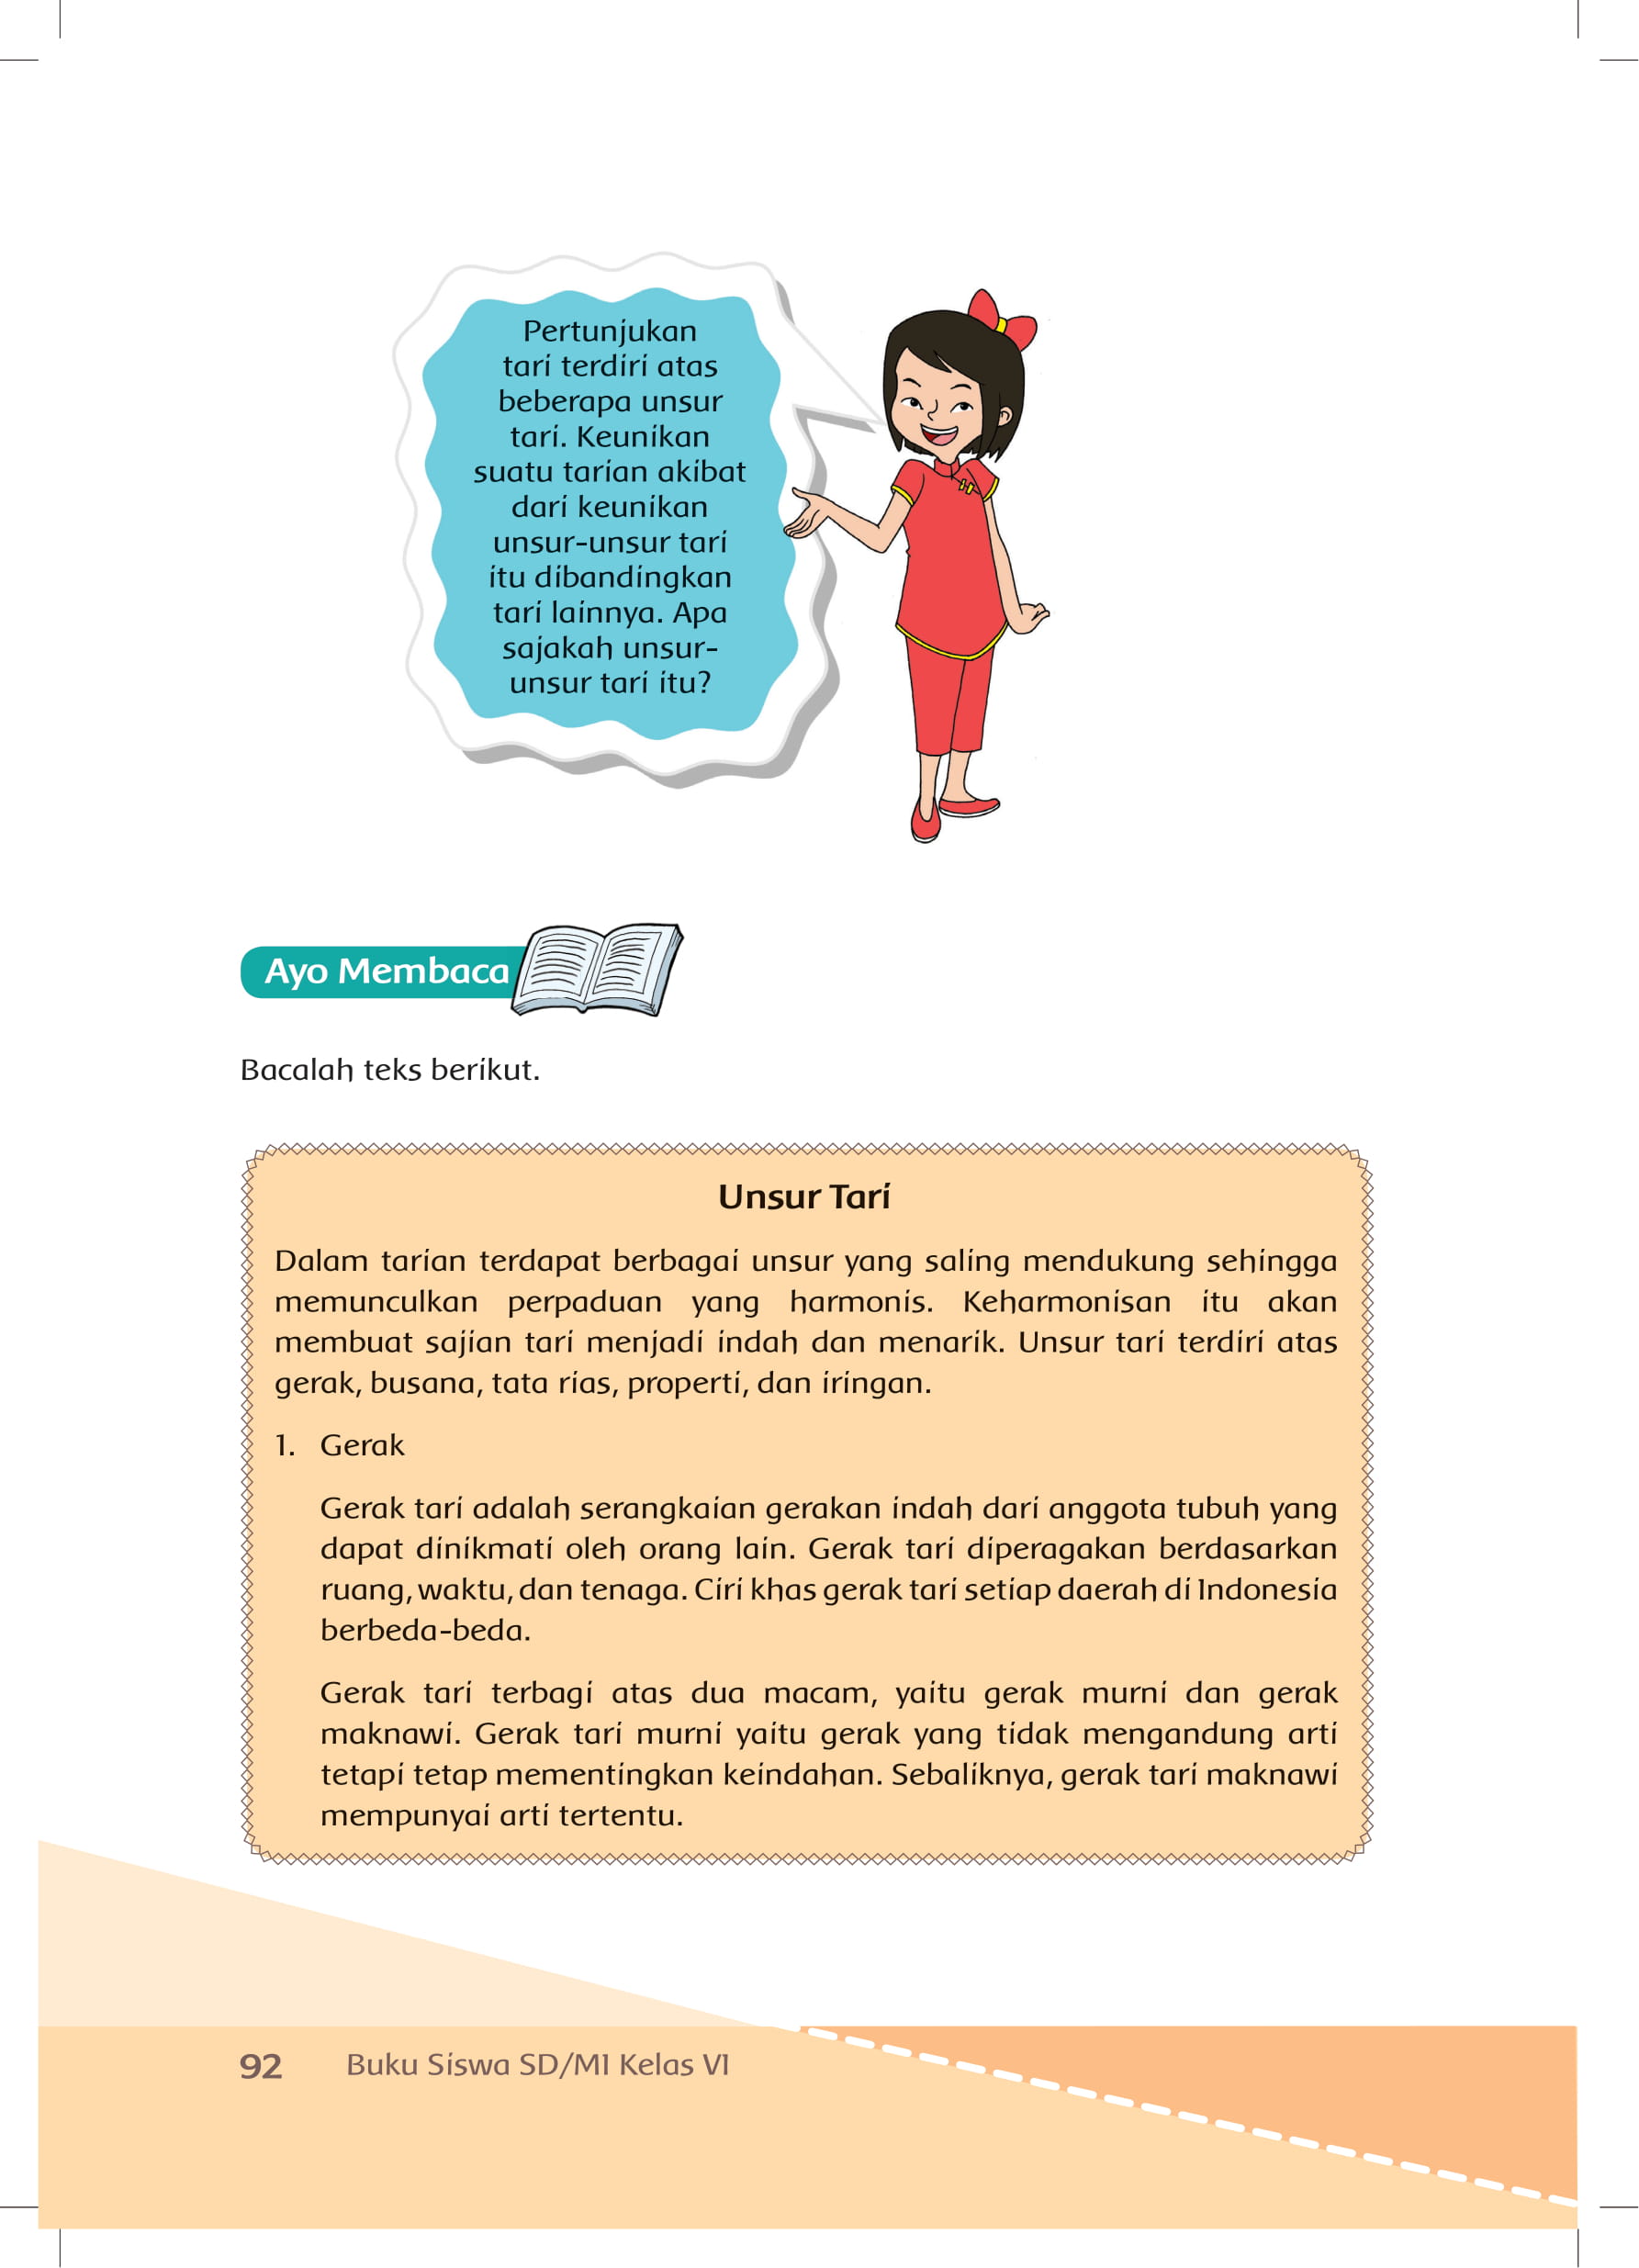 Pertunjukan
tari terdiri atas
beberapa unsur
tari. Keunikan
suatu tarian akibat
dari keunikan
unsur-unsur tari
itu dibandingkan
tari lainnya. Apa
sajakah unsur-
unsur tari itu?
Ayo Membaca
Bacalah teks berikut.
Unsur Tari
Dalam tarian terdapat berbagai unsur yang saling mendukung sehingga
memunculkan perpaduan yang harmonis. Keharmonisan itu akan
membuat sajian tari menjadi indah dan menarik. Unsur tari terdiri atas
gerak, busana, tata rias, properti, dan iringan.
1. Gerak
Gerak tari adalah serangkaian gerakan indah dari anggota tubuh yang
dapat dinikmati oleh orang lain. Gerak tari diperagakan berdasarkan
ruang, waktu, dan tenaga. Ciri khas gerak tari setiap daerah di Indonesia
berbeda-beda.
Gerak tari terbagi atas dua macam, yaitu gerak murni dan gerak
maknawi. Gerak tari murni yaitu gerak yang tidak mengandung arti
tetapi tetap mementingkan keindahan. Sebaliknya, gerak tari maknawi
mempunyai arti tertentu.
92 Buku Siswa SD/MI Kelas VI